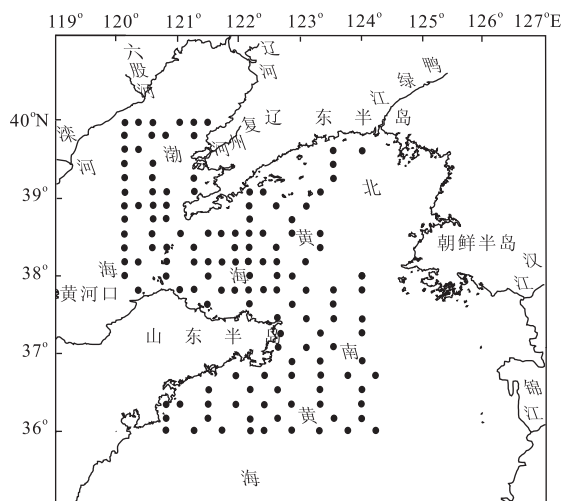 119° 120° 121° 122° 123° 124° 125° 126° 127°E
六股河
辽河
鸭绿江
40°N
滦河
复州河
辽东半岛
渤海
39°
北黄海
朝鲜半岛
汉江
38°
黄河口
山东半岛
37°
南黄海
锦江
36°